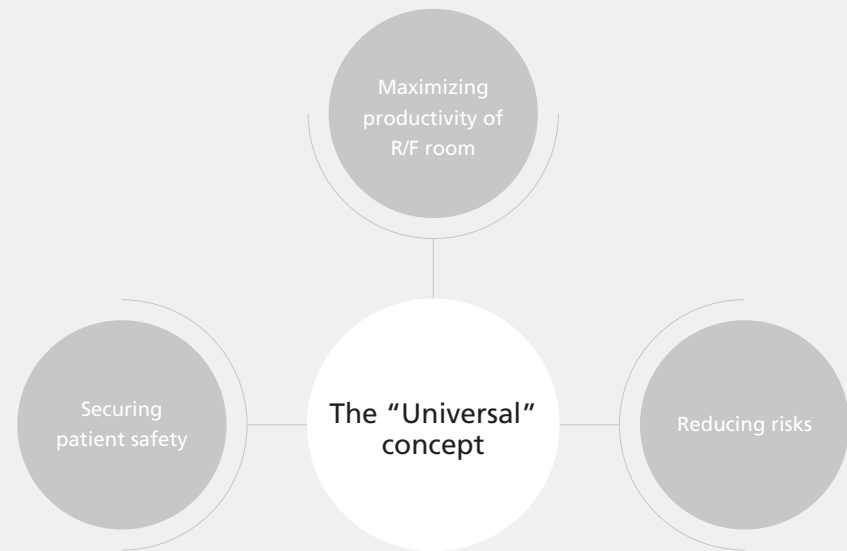 Maximizing
productivity of
R/F room
Securing
patient safety
The “Universal”
concept
Reducing risks